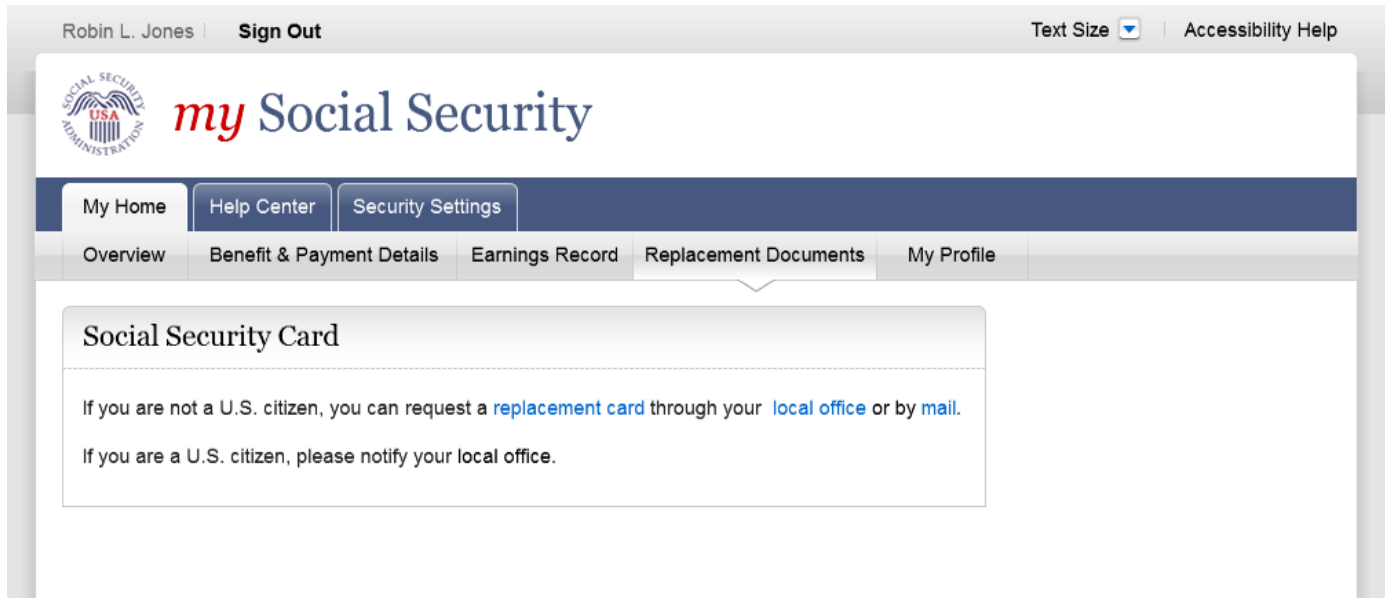 Robin L. Jones Sign Out Text Size Accessibility Help
SOCIAL SECURITY ADMINISTRATION
USA
my Social Security
My Home Help Center Security Settings
Overview Benefit & Payment Details Earnings Record Replacement Documents My Profile
Social Security Card
If you are not a U.S. citizen, you can request a replacement card through your local office or by mail.
If you are a U.S. citizen, please notify your local office.